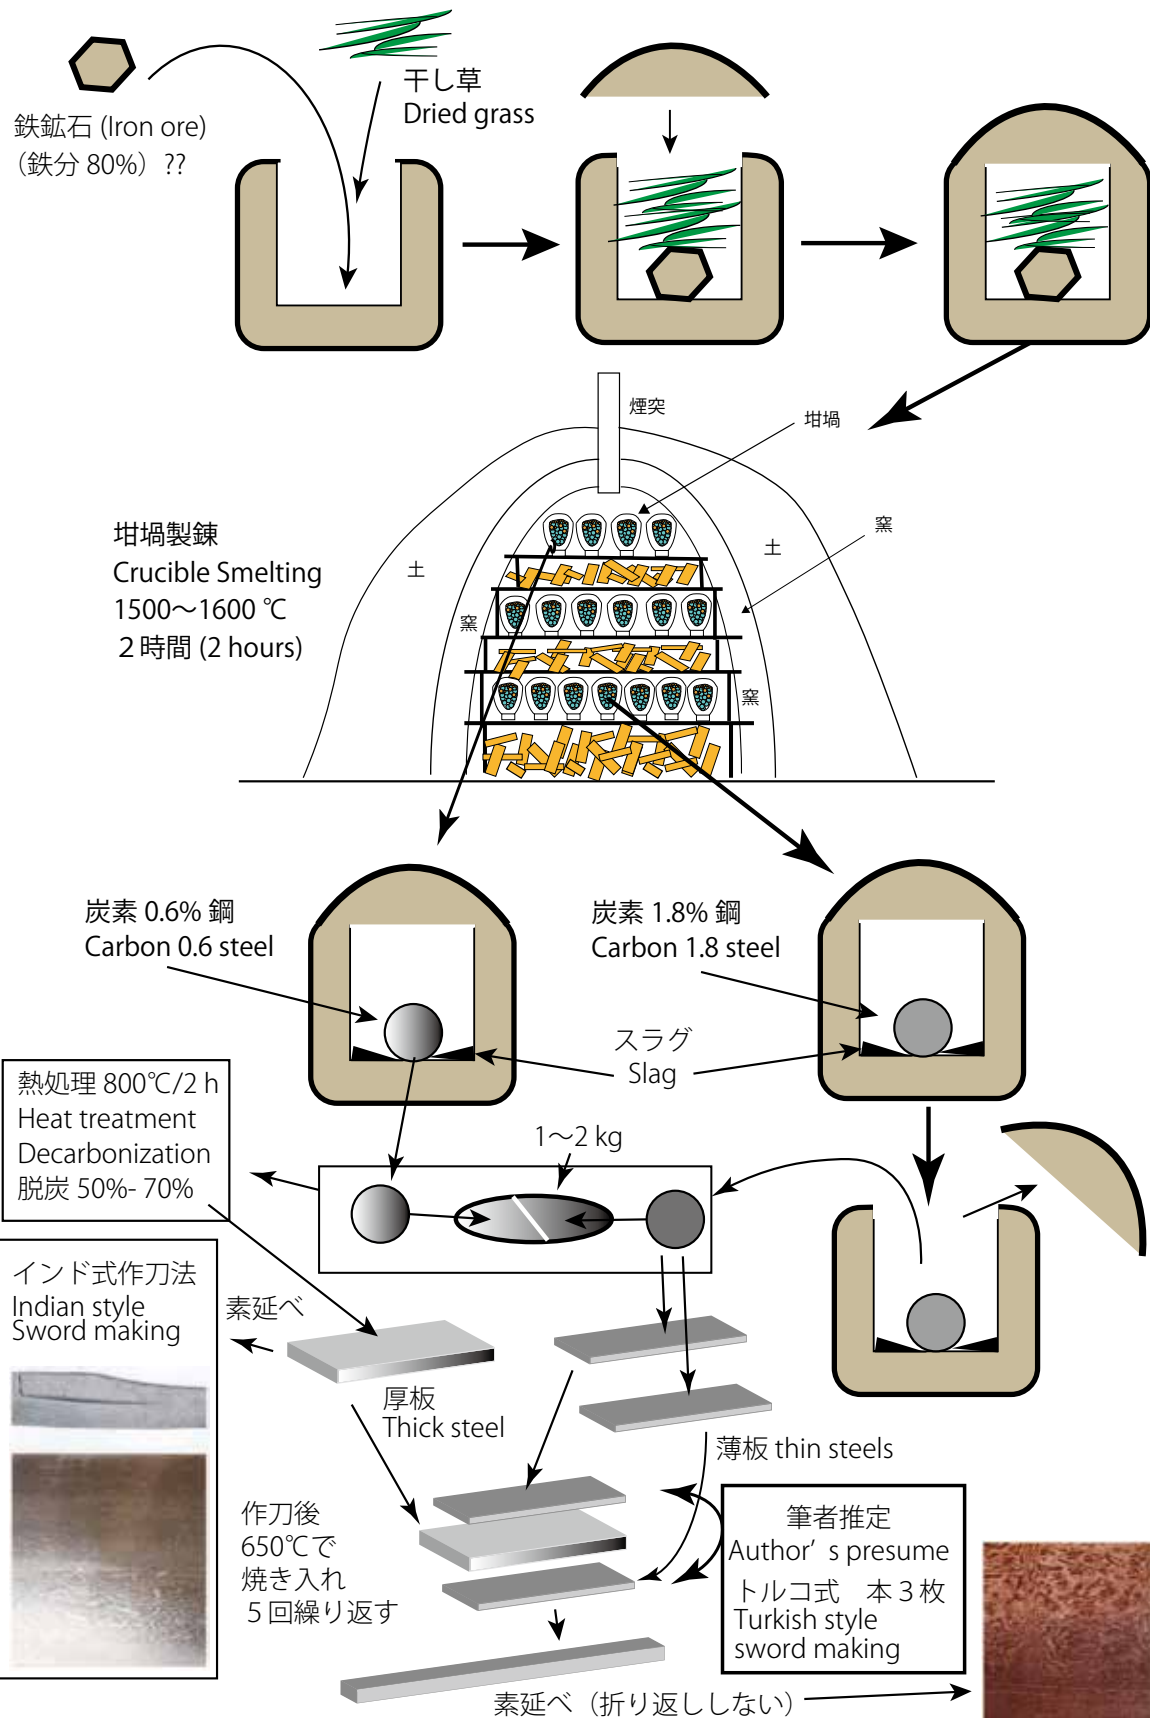 干し草
Dried grass
鉄鉱石 (Iron ore)
（鉄分 80%）??
煙突
坩堝
窯
土
土
坩堝製錬
Crucible Smelting
1500～1600 ℃
２時間 (2 hours)
窯
窯
炭素 0.6% 鋼
Carbon 0.6 steel
炭素 1.8% 鋼
Carbon 1.8 steel
スラグ
Slag
熱処理 800℃/2 h
Heat treatment
Decarbonization
脱炭 50%- 70%
1～2 kg
インド式作刀法
Indian style
Sword making
素延べ
厚板
Thick steel
薄板 thin steels
作刀後
650℃で
焼き入れ
５回繰り返す
筆者推定
Author’ s presume
トルコ式　本３枚
Turkish style
sword making
素延べ（折り返ししない）